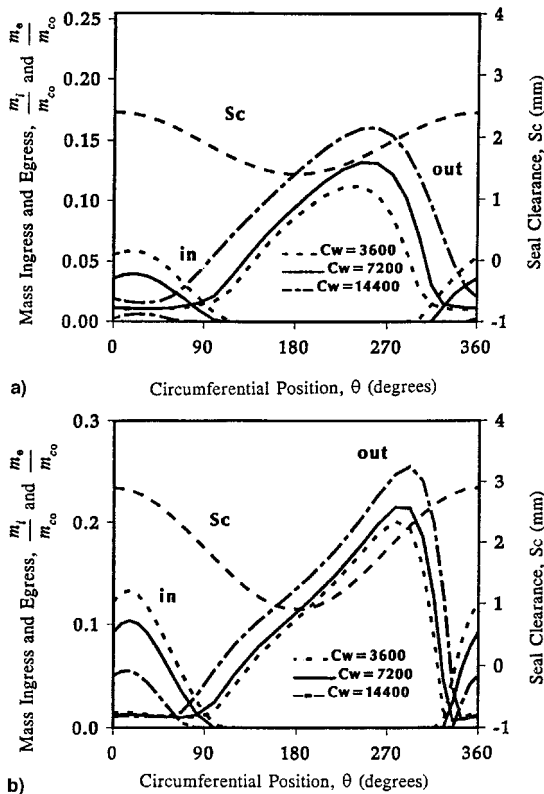 0.25
0.20
0.15
0.10
0.05
0.00
4
3
2
1
0
-1
0
90
180
270
360
Mass Ingress and Egress, m_i/m_co and m_e/m_co
Seal Clearance, Sc (mm)
Sc
out
in
Cw=3600
Cw=7200
Cw=14400
a)
Circumferential Position, θ (degrees)
0.3
0.2
0.1
0.0
4
3
2
1
0
-1
0
90
180
270
360
Mass Ingress and Egress, m_i/m_co and m_e/m_co
Seal Clearance, Sc (mm)
out
Sc
in
Cw=3600
Cw=7200
Cw=14400
b)
Circumferential Position, θ (degrees)